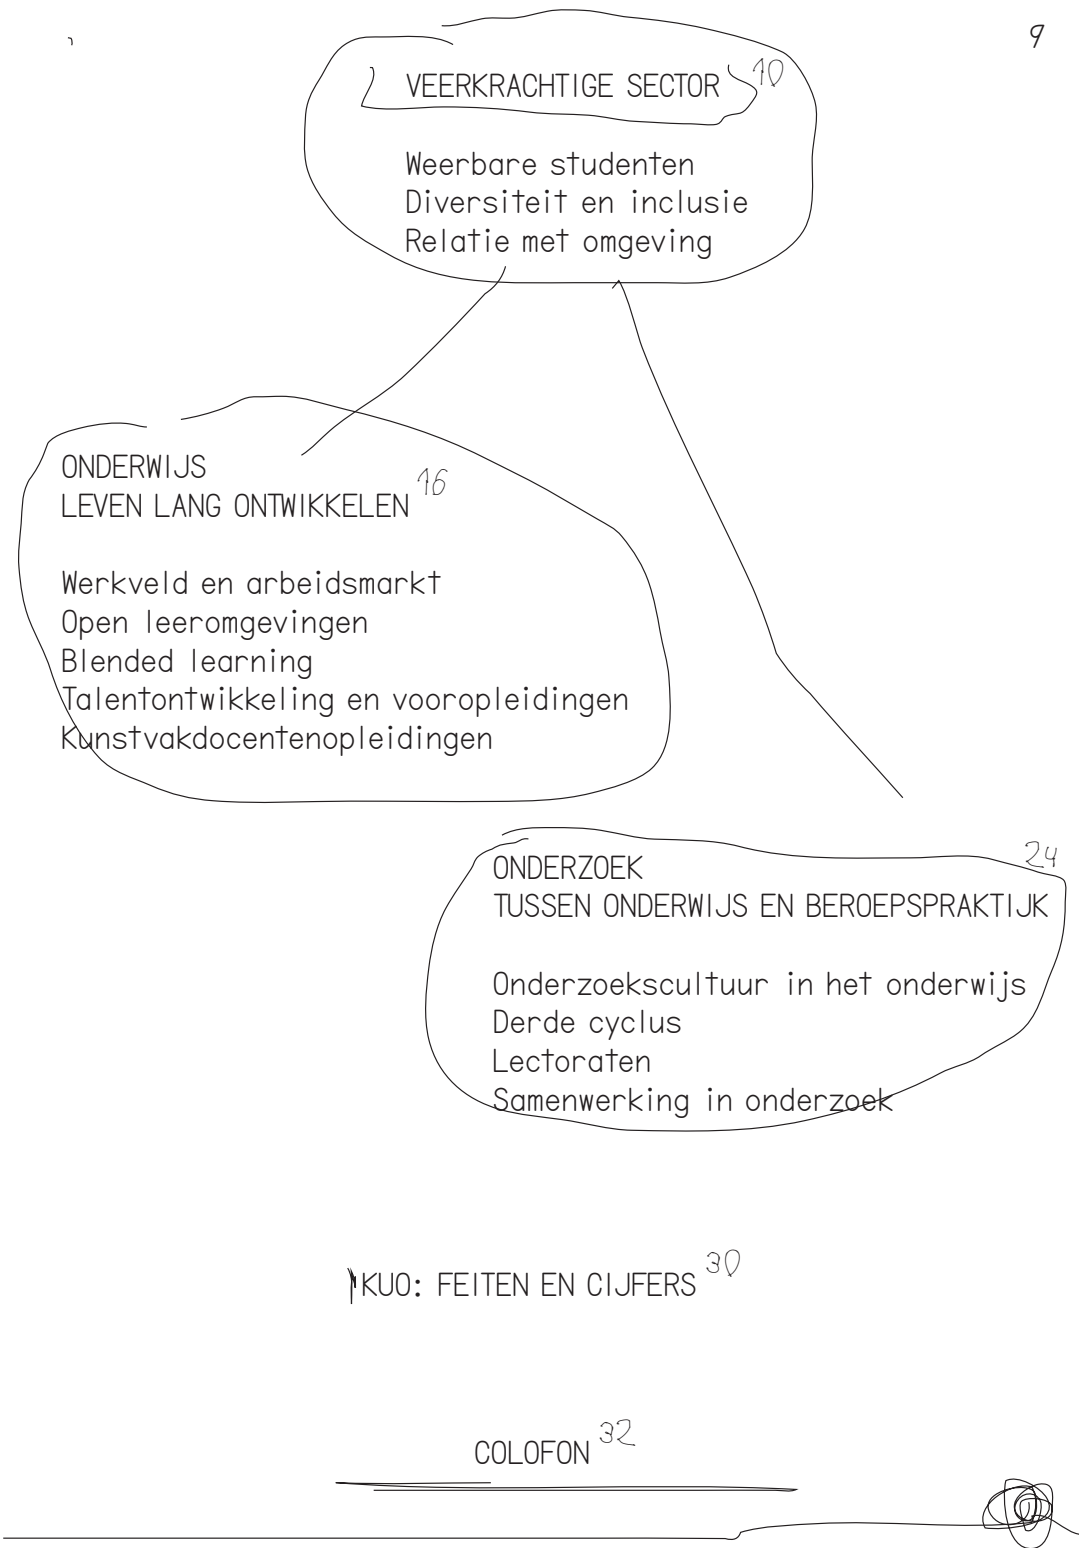 9
VEERKRACHTIGE SECTOR 10
Weerbare studenten
Diversiteit en inclusie
Relatie met omgeving
ONDERWIJS
LEVEN LANG ONTWIKKELEN 16
Werkveld en arbeidsmarkt
Open leeromgevingen
Blended learning
Talentontwikkeling en vooropleidingen
Kunstvakdocentenopleidingen
ONDERZOEK 24
TUSSEN ONDERWIJS EN BEROEPSPRAKTIJK
Onderzoekscultuur in het onderwijs
Derde cyclus
Lectoraten
Samenwerking in onderzoek
KUO: FEITEN EN CIJFERS 30
COLOFON 32